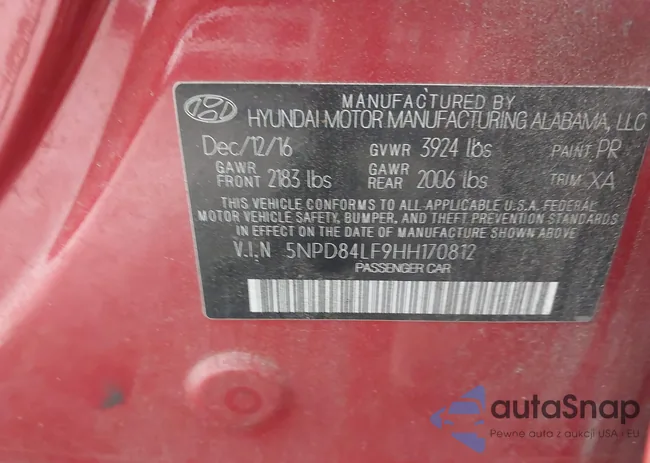 MANUFACTURED BY
HYUNDAI MOTOR MANUFACTURING ALABAMA, LLC
Dec/12/16 GVWR 3924 lbs PAINT PR
GAWR FRONT 2183 lbs GAWR REAR 2006 lbs TRIM XA
THIS VEHICLE CONFORMS TO ALL APPLICABLE U.S.A. FEDERAL
MOTOR VEHICLE SAFETY, BUMPER, AND THEFT PREVENTION STANDARDS
IN EFFECT ON THE DATE OF MANUFACTURE SHOWN ABOVE
V.I.N 5NPD84LF9HH170812
PASSENGER CAR
autaSnap
Pewne auto z aukcji USA i EU